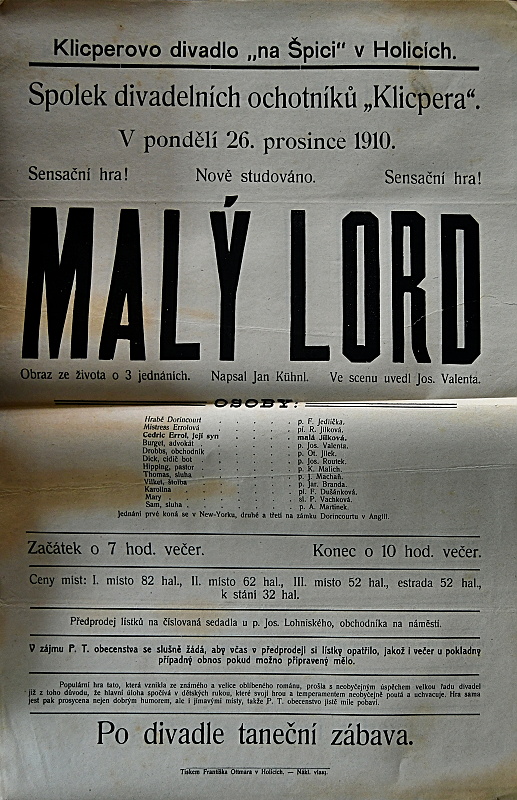 Klicperovo divadlo „na Špici" v Holicích.
Spolek divadelních ochotníků „Klicpera".
V pondělí 26. prosince 1910.
Sensační hra! Nově studováno. Sensační hra!
MALÝ LORD
Obraz ze života o 3 jednáních. Napsal Jan Kühnl. Ve scenu uvedl Jos. Valenta.
OSOBY:
Hrabě Dorincourt . . . . . p. F. Jedlička.
Mistress Errolová . . . . . pí. R. Jílková.
Cedric Errol, její syn . . . . . malá Jílková.
Burget, advokát . . . . . p. Jos. Valenta.
Drobbs, obchodník . . . . . p. Ot. Jílek.
Dick, cídič bot . . . . . p. Jos. Routek.
Hipping, pastor . . . . . p. K. Malich.
Thomas, sluha . . . . . p. J. Machaň.
Vilket, štolba . . . . . p. Jar. Branda.
Karolina . . . . . pí. F. Dušánková.
Mary . . . . . sl. P. Vachková.
Sam, sluha . . . . . p. A. Martinek.
Jednání prvé koná se v New-Yorku, druhé a třetí na zámku Dorincourtu v Anglii.
Začátek o 7 hod. večer. Konec o 10 hod. večer.
Ceny míst: I. místo 82 hal., II. místo 62 hal., III. místo 52 hal., estrada 52 hal.,
k stání 32 hal.
Předprodej lístků na číslovaná sedadla u p. Jos. Lohniského, obchodníka na náměstí.
V zájmu P. T. obecenstva se slušně žádá, aby včas v předprodeji si lístky opatřilo, jakož i večer u pokladny
případný obnos pokud možno připravený mělo.
Populární hra tato, která vznikla ze známého a velice oblíbeného románu, prošla s neobyčejným úspěchem velkou řadu divadel
již z toho důvodu, že hlavní úloha spočívá v dětských rukou, které svojí hrou a temperamentem neobyčejně poutá a uchvacuje. Hra sama
jest pak prosycena nejen dobrým humorem, ale i jímavými místy, takže P. T. obecenstvo jistě mile pobaví.
Po divadle taneční zábava.
Tiskem Františka Ottmara v Holicích. — Nákl. vlasţ.